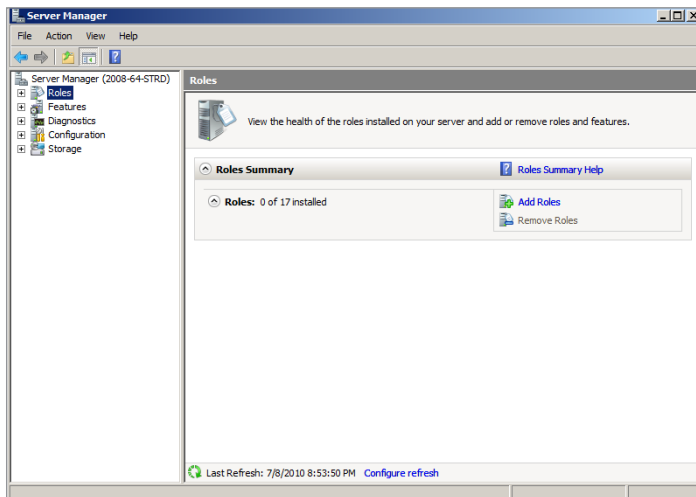 Server Manager
File Action View Help
Server Manager (2008-64-STRD)
Roles
Features
Diagnostics
Configuration
Storage
Roles
View the health of the roles installed on your server and add or remove roles and features.
Roles Summary
Roles Summary Help
Roles: 0 of 17 installed
Add Roles
Remove Roles
Last Refresh: 7/8/2010 8:53:50 PM Configure refresh